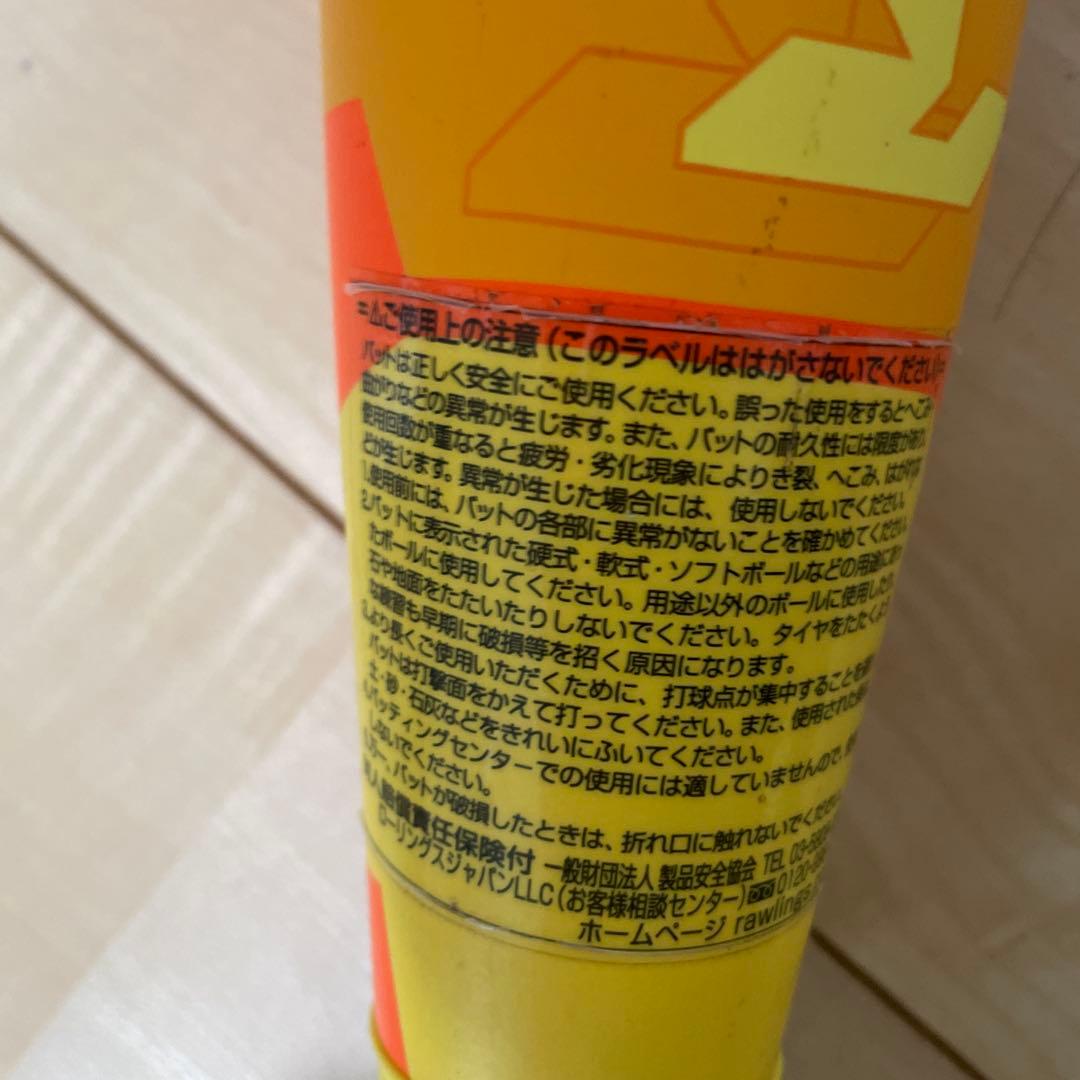 ご使用上の注意(このラベルははがさないでください)
バットは正しく安全にご使用ください。誤った使用をするとへこみ
曲がりなどの異常が生じます。また、バットの耐久性には限度があ
使用回数が重なると疲労・劣化現象によりき裂、へこみ、はがれな
どが生じます。異常が生じた場合には、使用しないでください。
1.使用前には、バットの各部に異常がないことを確かめてください。
2.バットに表示された硬式・軟式・ソフトボールなどの用途に
たボールに使用してください。用途以外のボールに使用したり、
石や地面をたたいたりしないでください。タイヤをたたくよ
な練習も早期に破損等を招く原因になります。
3.より長くご使用いただくために、打球点が集中することを
バットは打撃面をかえて打ってください。また、使用された
土・砂・石灰などをきれいにふいてください。
4.バッティングセンターでの使用には適していませんので、
しないでください。
5.万一、バットが破損したときは、折れ口に触れないでください
賠償責任保険付 一般財団法人 製品安全協会 TEL 03-580
ローリングスジャパンLLC(お客様相談センター) 0120-
ホームページ rawlings